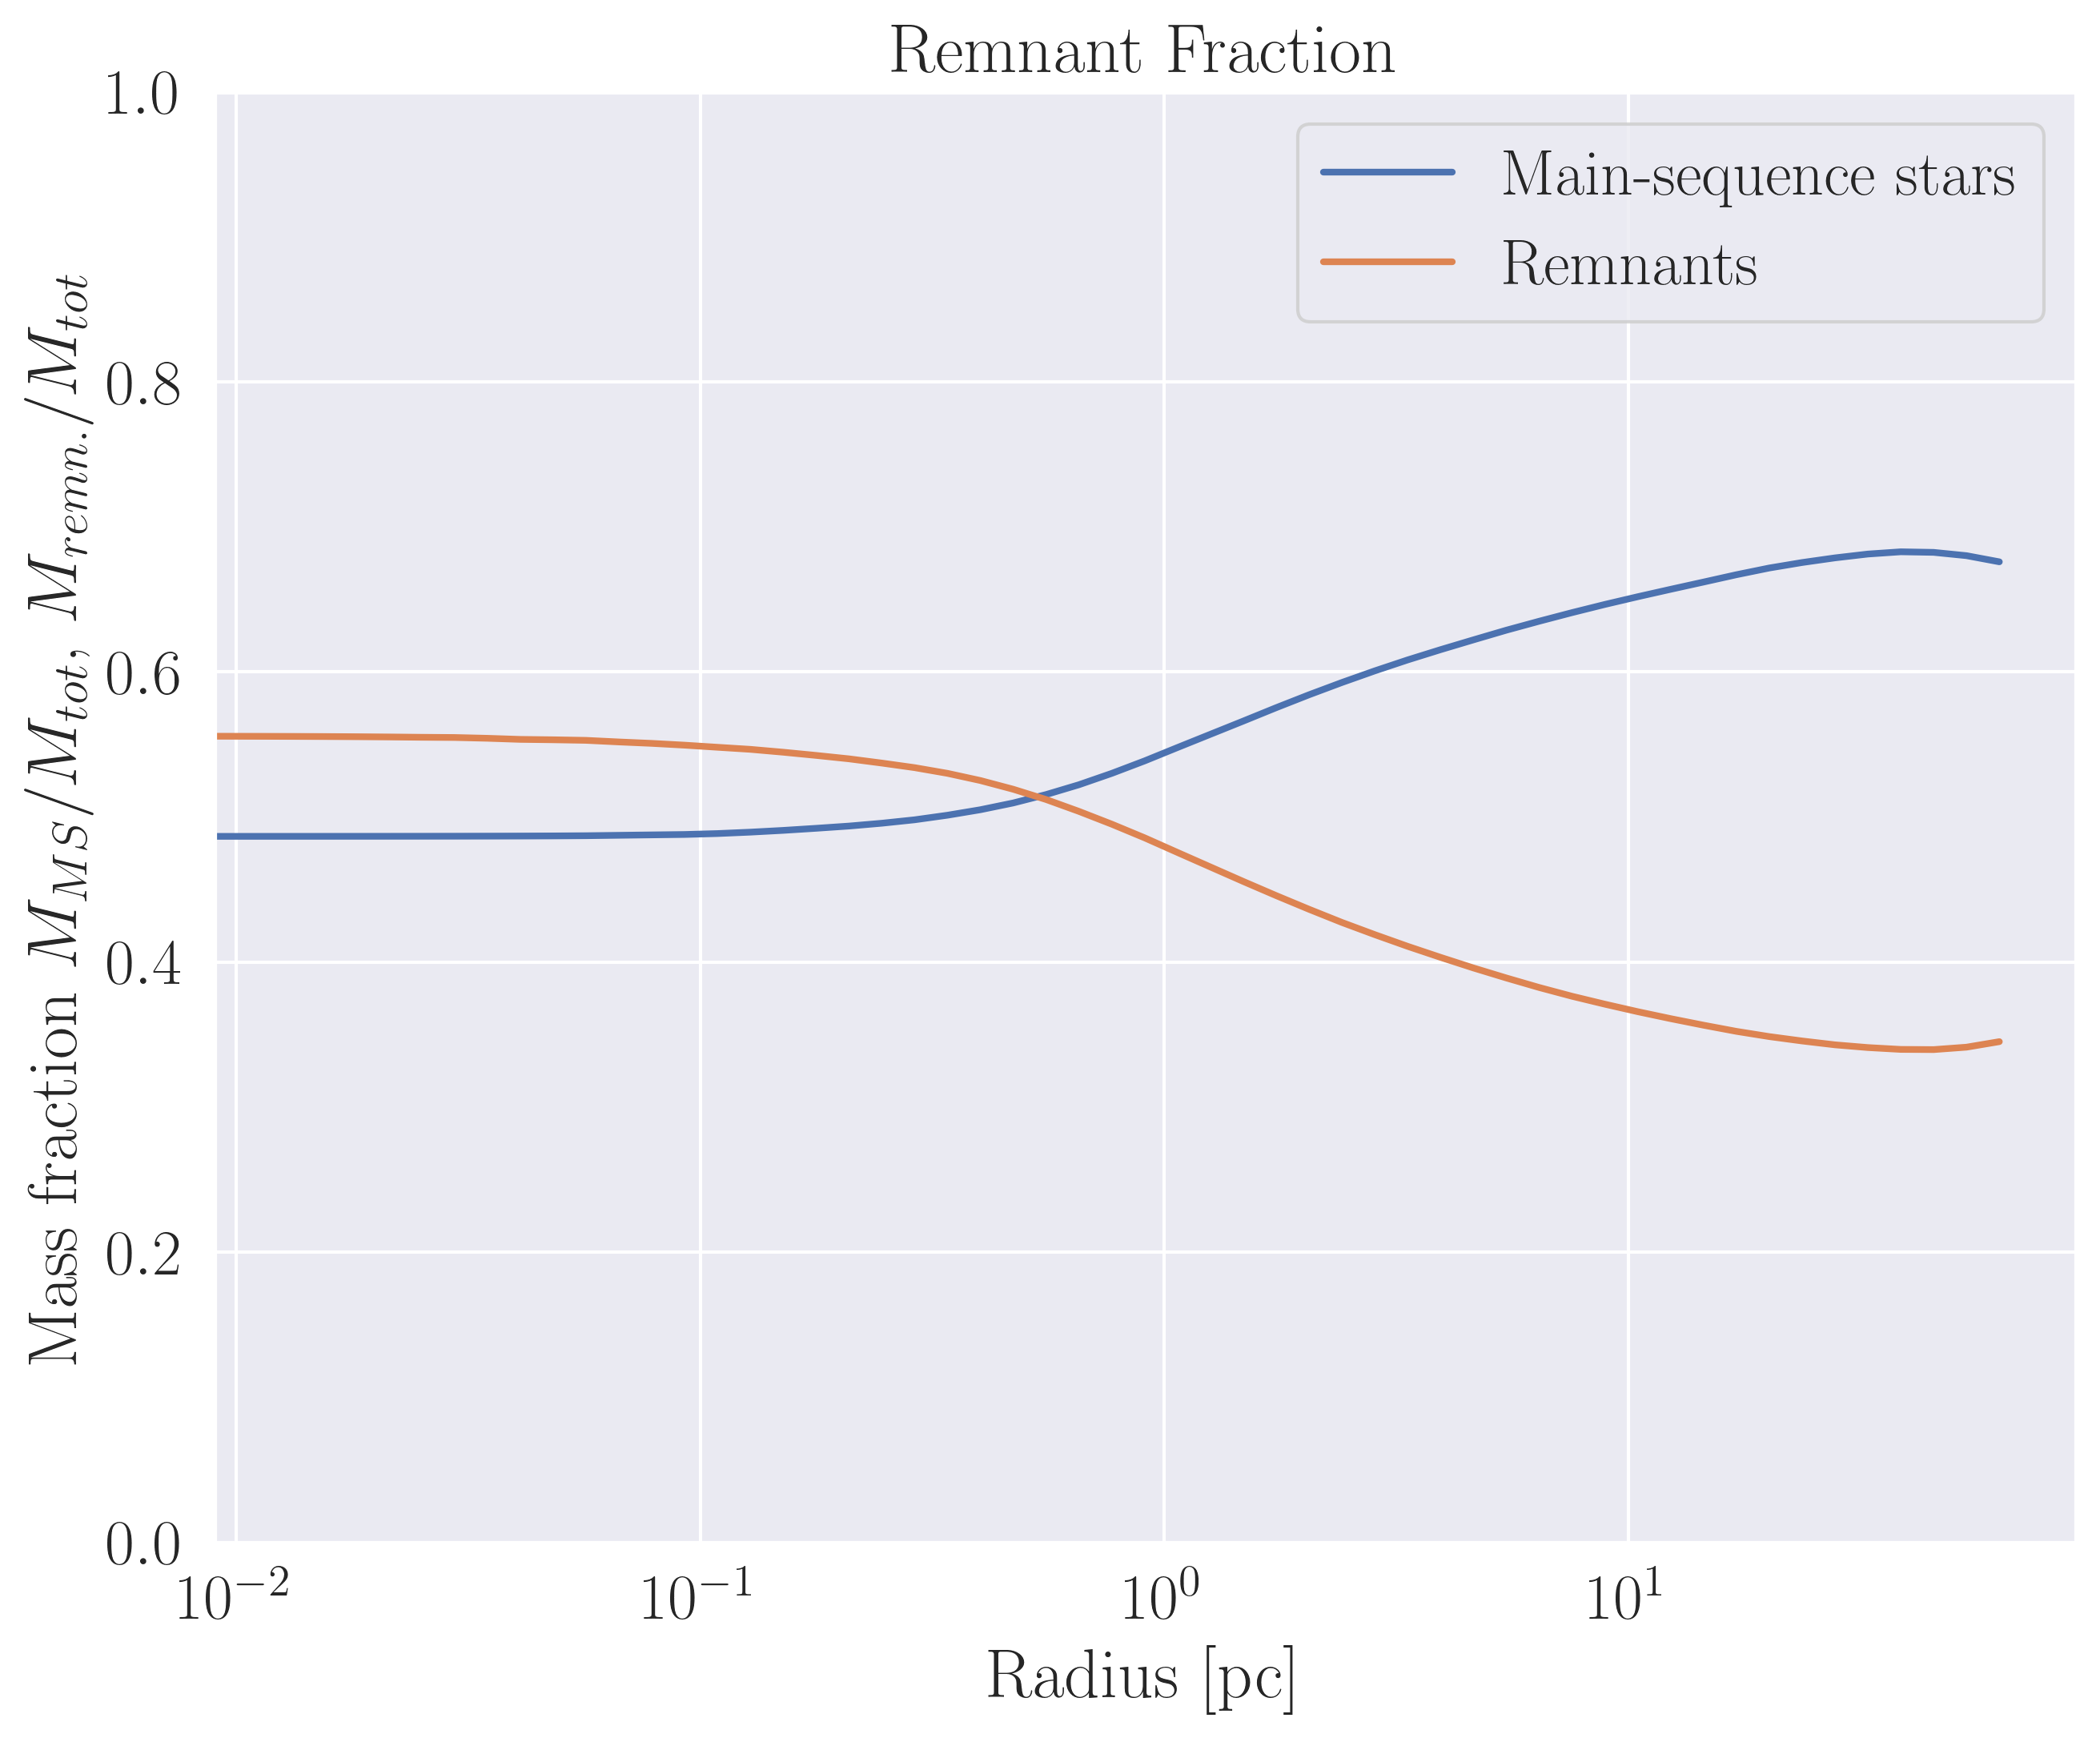 Remnant Fraction
Mass fraction M_{MS}/M_{tot}, M_{remn.}/M_{tot}
1.0
0.8
0.6
0.4
0.2
0.0
Main-sequence stars
Remnants
10^{-2}
10^{-1}
10^{0}
10^{1}
Radius [pc]